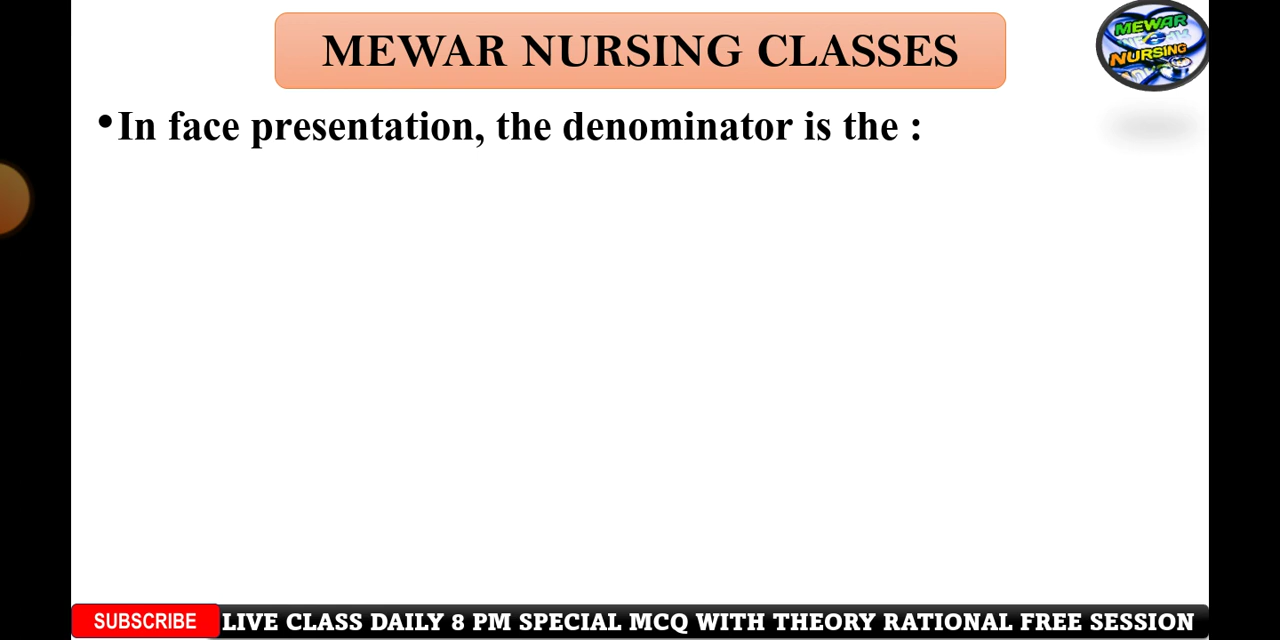 MEWAR NURSING CLASSES
MEWAR
NURSING
•In face presentation, the denominator is the :
SUBSCRIBE
LIVE CLASS DAILY 8 PM SPECIAL MCQ WITH THEORY RATIONAL FREE SESSION